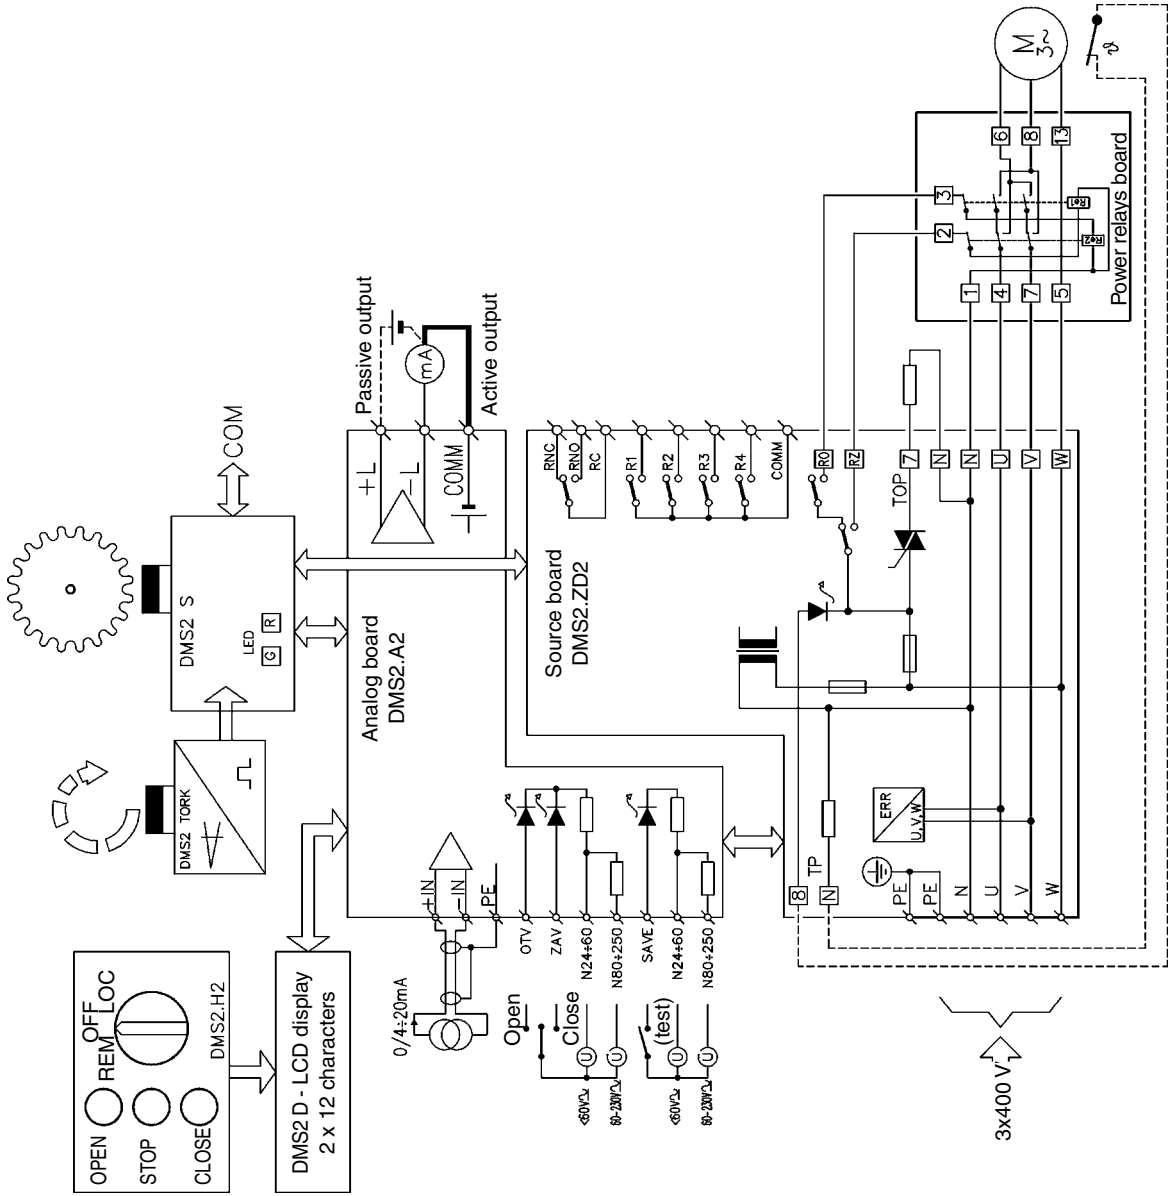 OPEN
STOP
CLOSE
REM
OFF
LOC
DMS2.H2
DMS2 D - LCD display
2 x 12 characters
DMS2 TORK
DMS2 S
LED
G
R
COM
Analog board
DMS2.A2
+L
-L
COMM
Passive output
mA
Active output
0/4÷20mA
+IN
-IN
PE
OTV
ZAV
N24÷60
N80÷250
SAVE
N24÷60
N80÷250
Open
Close
(test)
U
U
U
U
<60V
60-230V
<60V
60-230V
Source board
DMS2.ZD2
RNC
RNO
RC
R1
R2
R3
R4
COMM
RO
RZ
TOP
7
N
N
U
V
W
ERR
U,V,W
TP
8
N
PE
PE
N
U
V
W
3x400 V
M
3~
ϑ
6
8
13
3
2
Re1
Re2
1
4
7
5
Power relays board